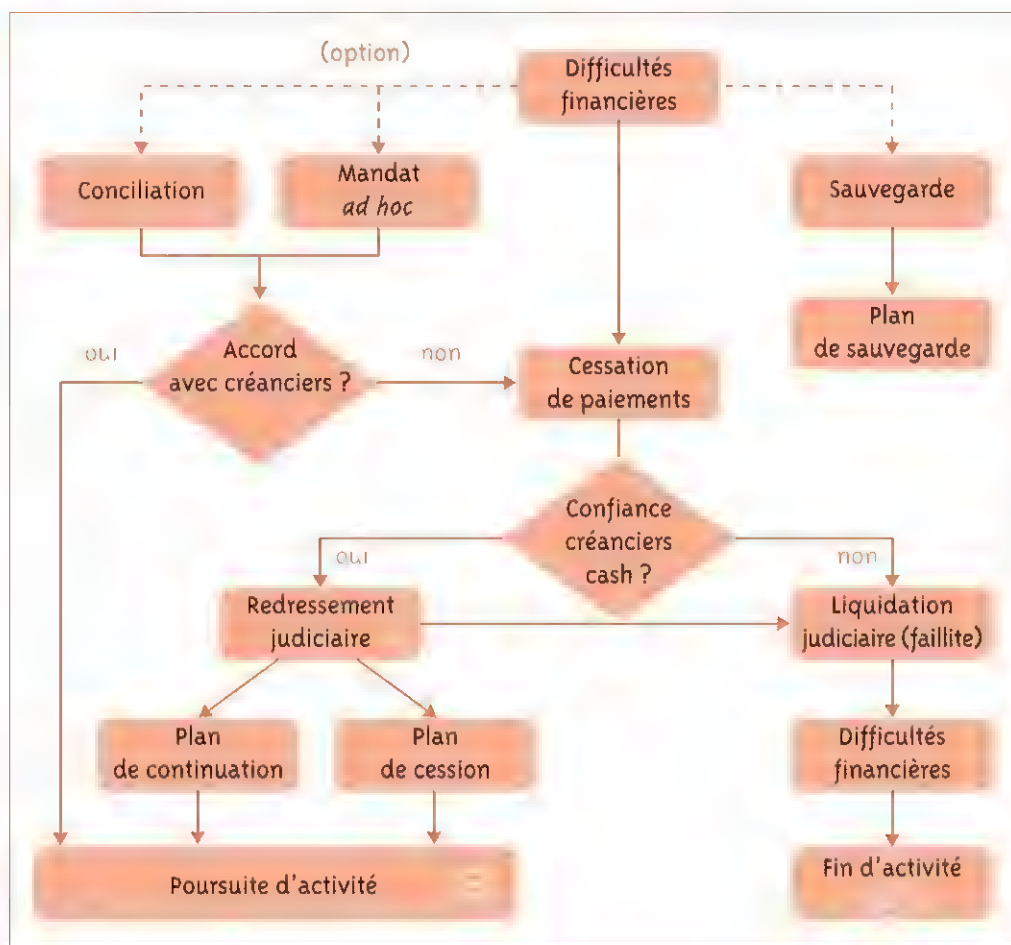 (option)
Difficultés
financières
Conciliation
Mandat
ad hoc
Sauvegarde
Plan
de sauvegarde
oui
Accord
avec créanciers ?
non
Cessation
de paiements
Confiance
créanciers
cash ?
oui
non
Redressement
judiciaire
Liquidation
judiciaire (faillite)
Plan
de continuation
Plan
de cession
Difficultés
financières
Poursuite d'activité
Fin d'activité